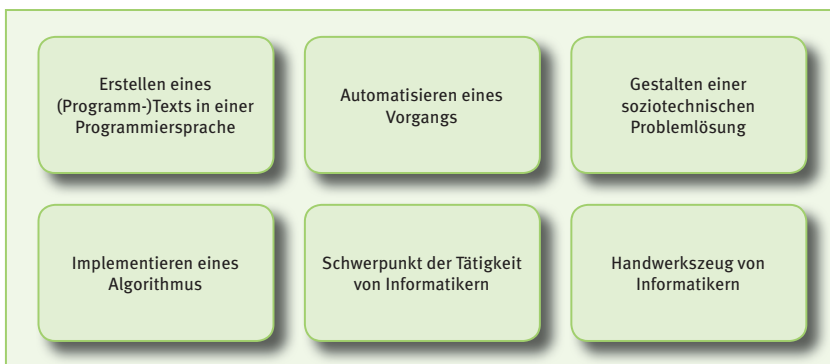 Erstellen eines
(Programm-)Texts in einer
Programmiersprache
Automatisieren eines
Vorgangs
Gestalten einer
soziotechnischen
Problemlösung
Implementieren eines
Algorithmus
Schwerpunkt der Tätigkeit
von Informatikern
Handwerkszeug von
Informatikern